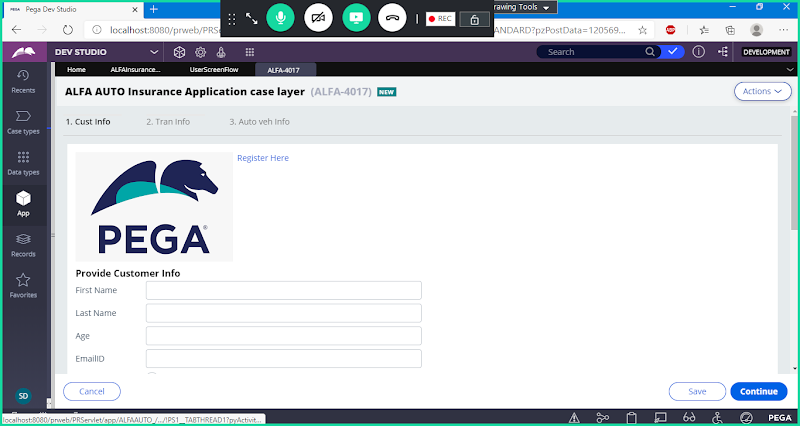 PEGA Pega Dev Studio
rawing Tools
REC
localhost:8080/prweb/PRSe
ANDARD?pzPostData=120569...
DEV STUDIO
Search
DEVELOPMENT
Home
ALFAInsurance...
UserScreenFlow
ALFA-4017
Recents
Case types
Data types
App
Records
Favorites
SD
ALFA AUTO Insurance Application case layer (ALFA-4017) NEW
Actions
1. Cust Info
2. Tran Info
3. Auto veh Info
Register Here
PEGA®
Provide Customer Info
First Name
Last Name
Age
EmailID
Cancel
Save
Continue
localhost:8080/prweb/PRServlet/app/ALFAAUTO_/.../!PS1__TABTHREAD1?pyActivit...
PEGA